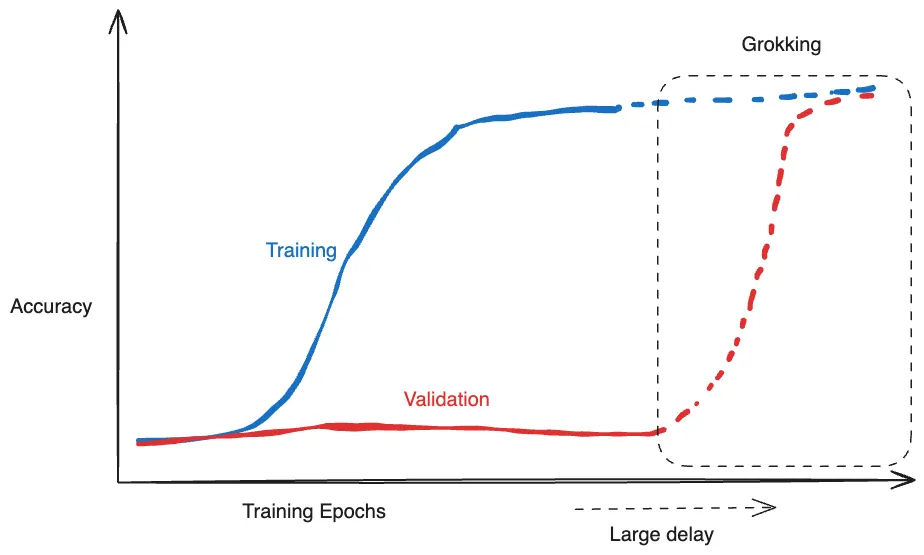 Grokking
Training
Accuracy
Validation
Training Epochs
Large delay